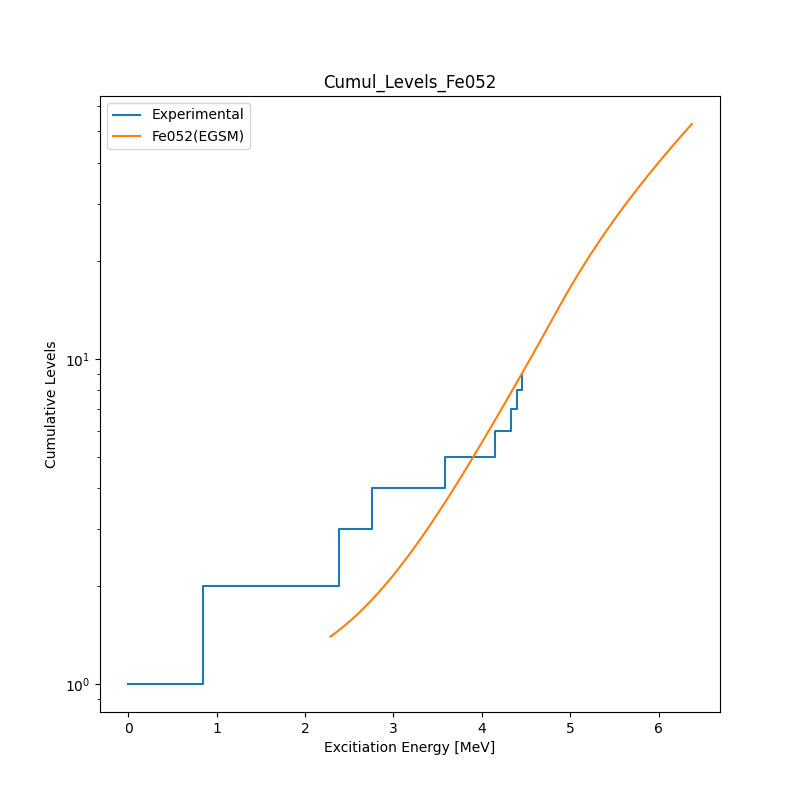 Cumul_Levels_Fe052
Experimental
Fe052(EGSM)
Cumulative Levels
10^1
10^0
0 1 2 3 4 5 6
Excitiation Energy [MeV]